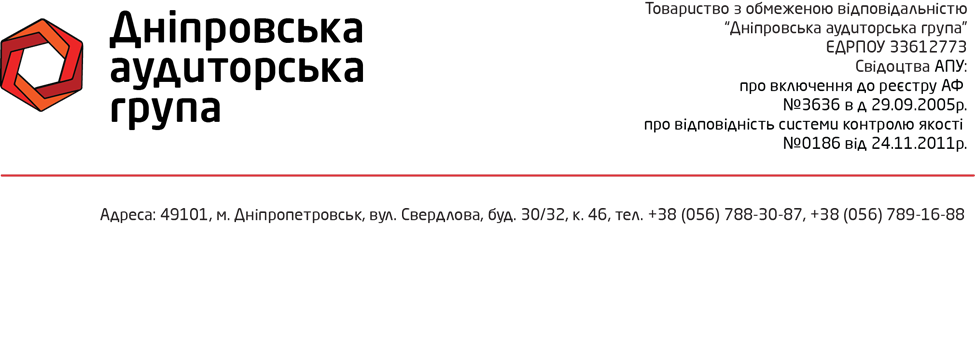 Дніпровська
аудиторська
група
Товариство з обмеженою відповідальністю
“Дніпровська аудиторська група”
ЄДРПОУ 33612773
Свідоцтва АПУ:
про включення до реєстру АФ
№3636 в д 29.09.2005р.
про відповідність системи контролю якості
№0186 від 24.11.2011р.
Адреса: 49101, м. Дніпропетровськ, вул. Свердлова, буд. 30/32, к. 46, тел. +38 (056) 788-30-87, +38 (056) 789-16-88